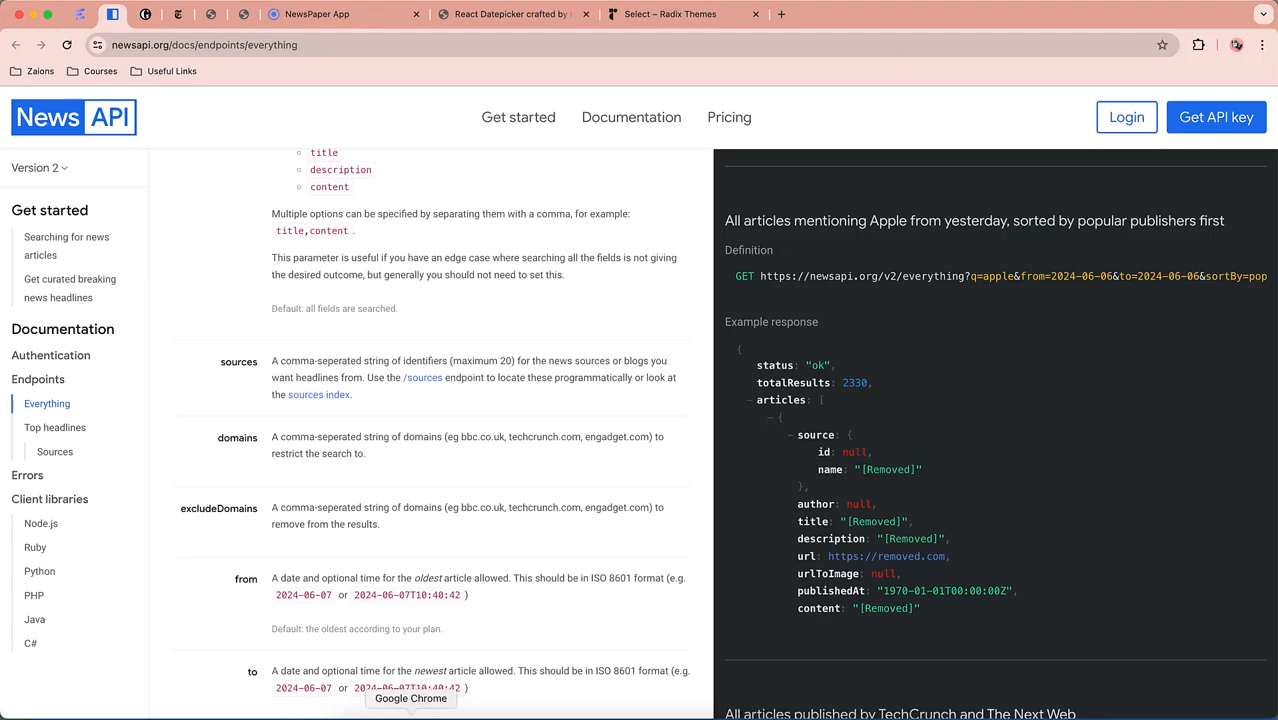 NewsPaper App
React Datepicker crafted by
Select – Radix Themes
newsapi.org/docs/endpoints/everything
Zaions
Courses
Useful Links
News API
Get started
Documentation
Pricing
Login
Get API key
Version 2
Get started
Searching for news
articles
Get curated breaking
news headlines
Documentation
Authentication
Endpoints
Everything
Top headlines
Sources
Errors
Client libraries
Node.js
Ruby
Python
PHP
Java
C#
title
description
content
Multiple options can be specified by separating them with a comma, for example:
title,content .
This parameter is useful if you have an edge case where searching all the fields is not giving
the desired outcome, but generally you should not need to set this.
Default: all fields are searched.
sources
A comma-seperated string of identifiers (maximum 20) for the news sources or blogs you
want headlines from. Use the /sources endpoint to locate these programmatically or look at
the sources index.
domains
A comma-seperated string of domains (eg bbc.co.uk, techcrunch.com, engadget.com) to
restrict the search to.
excludeDomains
A comma-seperated string of domains (eg bbc.co.uk, techcrunch.com, engadget.com) to
remove from the results.
from
A date and optional time for the oldest article allowed. This should be in ISO 8601 format (e.g.
2024-06-07 or 2024-06-07T10:40:42 )
Default: the oldest according to your plan.
to
A date and optional time for the newest article allowed. This should be in ISO 8601 format (e.g.
2024-06-07 or 2024-06-07T10:40:42 )
Google Chrome
All articles mentioning Apple from yesterday, sorted by popular publishers first
Definition
GET https://newsapi.org/v2/everything?q=apple&from=2024-06-06&to=2024-06-06&sortBy=pop
Example response
{
status: "ok",
totalResults: 2330,
– articles: [
– {
– source: {
id: null,
name: "[Removed]"
},
author: null,
title: "[Removed]",
description: "[Removed]",
url: https://removed.com,
urlToImage: null,
publishedAt: "1970-01-01T00:00:00Z",
content: "[Removed]"
All articles published by TechCrunch and The Next Web